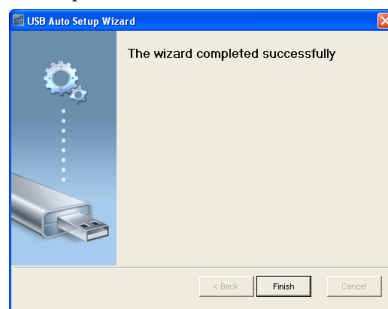 USB Auto Setup Wizard
The wizard completed successfully
< Back
Finish
Cancel